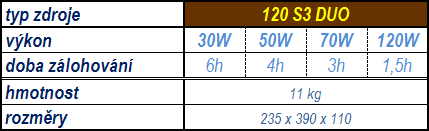 typ zdroje 120 S3 DUO
výkon 30W 50W 70W 120W
doba zálohování 6h 4h 3h 1,5h
hmotnost 11 kg
rozměry 235 x 390 x 110